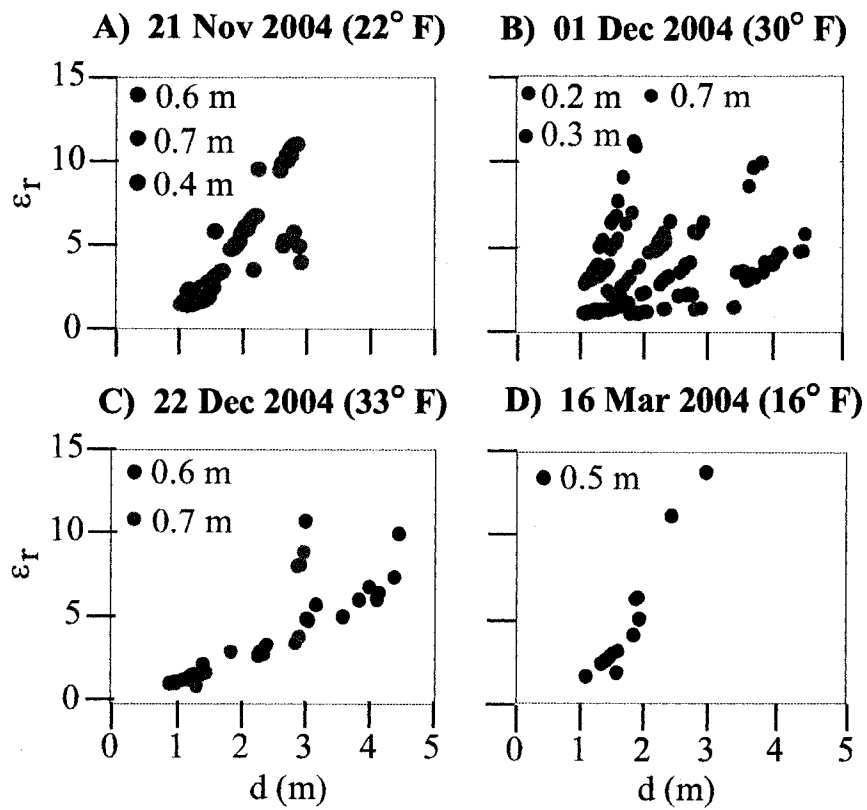 A) 21 Nov 2004 (22° F)
B) 01 Dec 2004 (30° F)
15
10
5
0
εr
0.6 m
0.7 m
0.4 m
0.2 m 0.7 m
0.3 m
C) 22 Dec 2004 (33° F)
D) 16 Mar 2004 (16° F)
15
10
5
0
εr
0.6 m
0.7 m
0.5 m
0 1 2 3 4 5
d (m)
0 1 2 3 4 5
d (m)